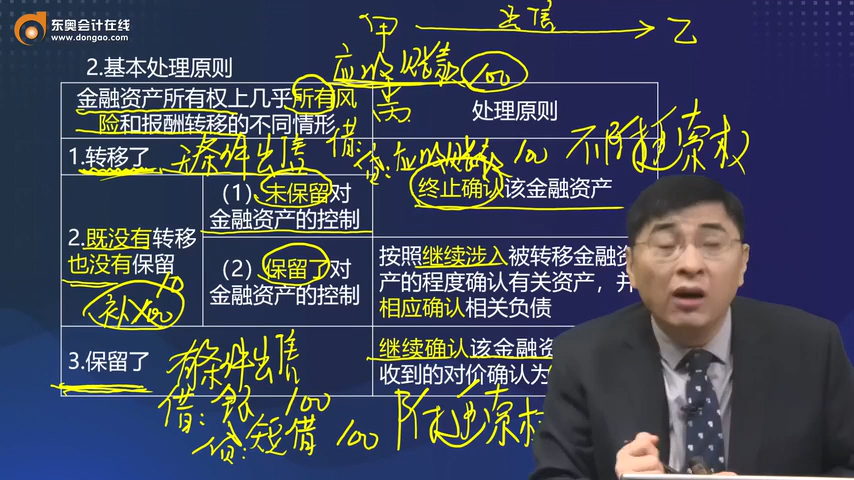 东奥会计在线
www.dongao.com
甲 出售 乙
应收账款 100
2.基本处理原则
金融资产所有权上几乎所有风
险和报酬转移的不同情形
处理原则
借:
贷:应收账款 100 不附追索权
1.转移了 无条件出售
2.既没有转移
也没有保留
(1)未保留对
金融资产的控制
终止确认该金融资产
(2)保留了对
金融资产的控制
按照继续涉入被转移金融资
产的程度确认有关资产,并
相应确认相关负债
3.保留了 有条件出售
继续确认该金融资
收到的对价确认为
借: 100
贷:短借 100 附追索权